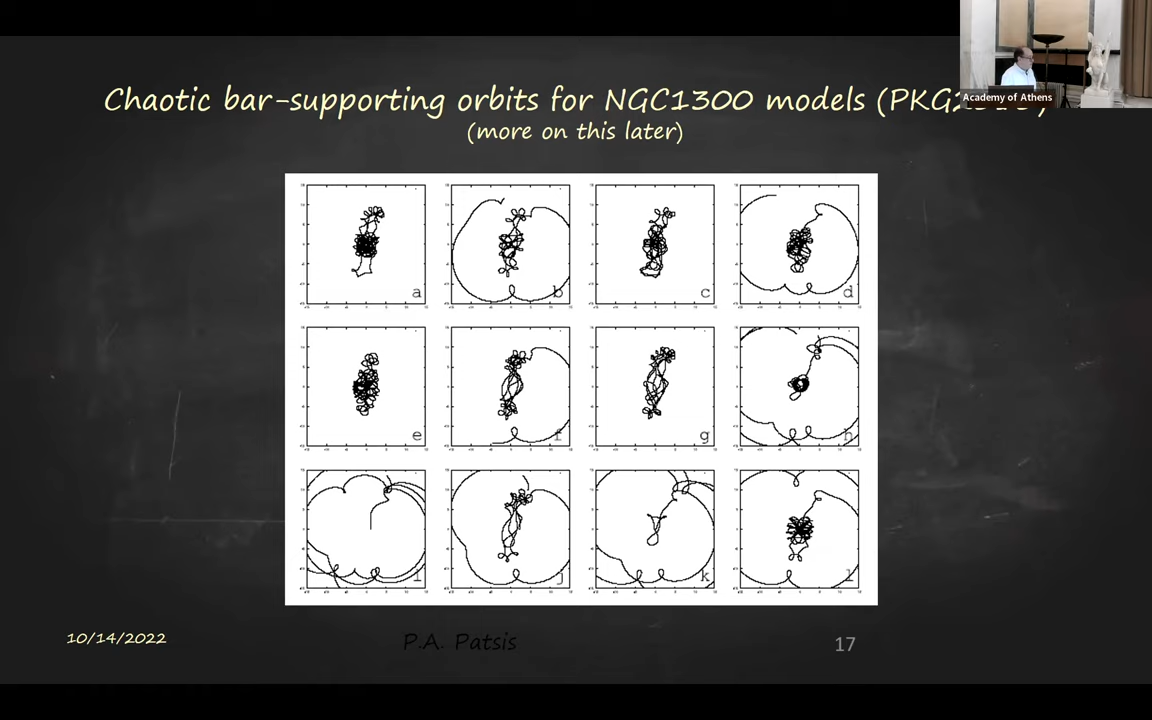 Chaotic bar-supporting orbits for NGC1300 models
(more on this later)
Academy of Athens
a
b
c
d
e
f
g
h
i
j
k
l
10/14/2022
P.A. Patsis
17